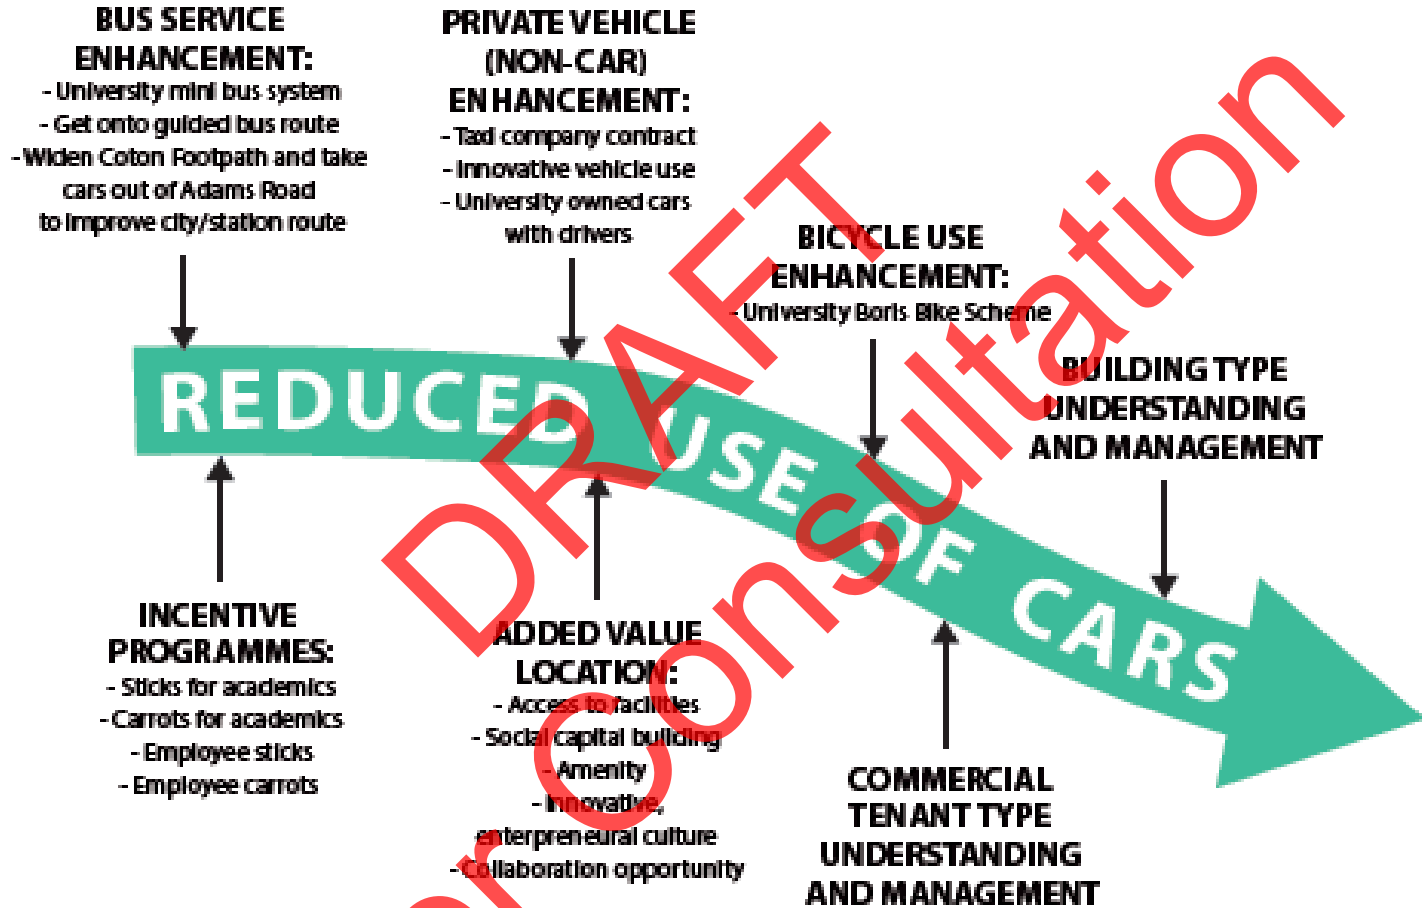 BUS SERVICE
ENHANCEMENT:
- University mini bus system
- Get onto guided bus route
- Widen Coton Footpath and take
cars out of Adams Road
to improve city/station route
PRIVATE VEHICLE
(NON-CAR)
ENHANCEMENT:
- Taxi company contract
- Innovative vehicle use
- University owned cars
with drivers
BICYCLE USE
ENHANCEMENT:
- University Boris Bike Scheme
BUILDING TYPE
UNDERSTANDING
AND MANAGEMENT
REDUCED USE OF CARS
INCENTIVE
PROGRAMMES:
- Sticks for academics
- Carrots for academics
- Employee sticks
- Employee carrots
ADDED VALUE
LOCATION:
- Access to facilities
- Social capital building
- Amenity
- Innovative,
enterpreneural culture
- Collaboration opportunity
COMMERCIAL
TENANT TYPE
UNDERSTANDING
AND MANAGEMENT
DRAFT
Consultation